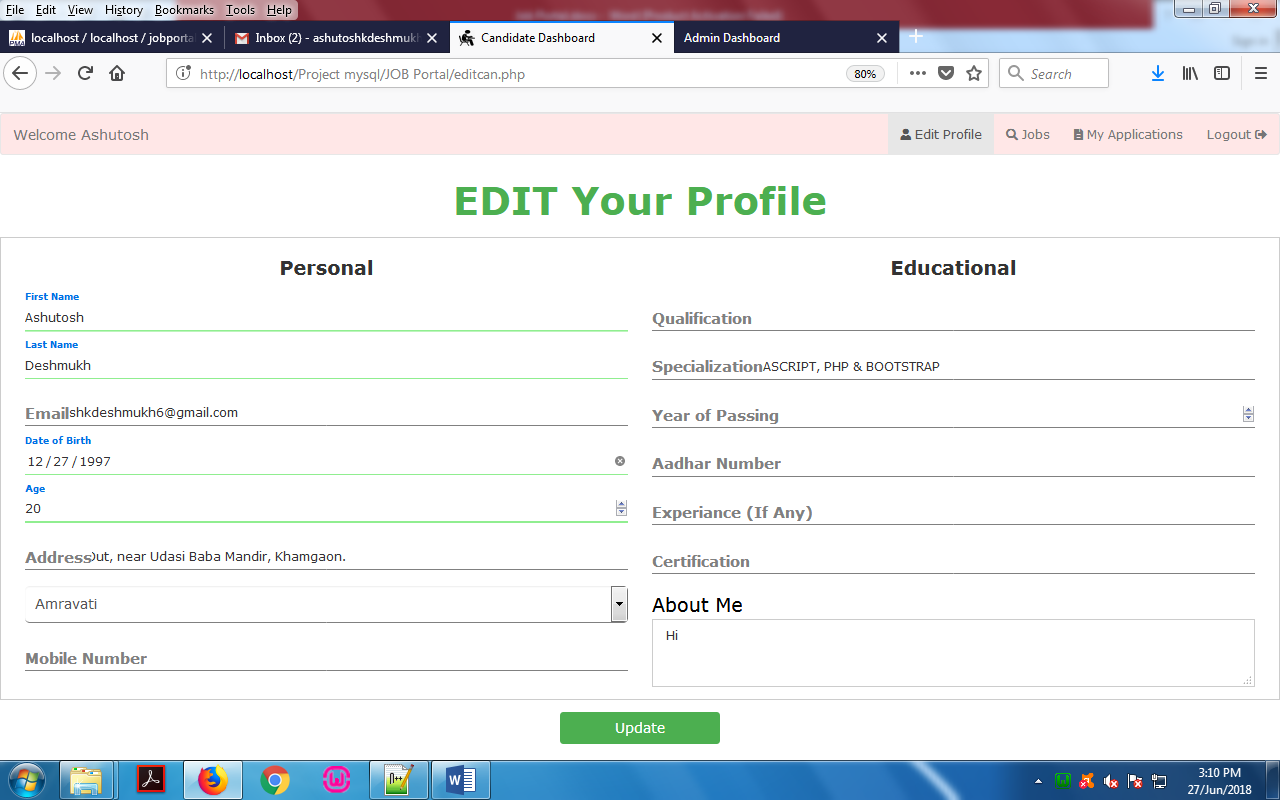 File Edit View History Bookmarks Tools Help
localhost / localhost / jobporta
Inbox (2) - ashutoshkdeshmukh
Candidate Dashboard
Admin Dashboard
http://localhost/Project mysql/JOB Portal/editcan.php
80%
Search
Welcome Ashutosh
Edit Profile
Jobs
My Applications
Logout
EDIT Your Profile
Personal
First Name
Ashutosh
Last Name
Deshmukh
Email shkdeshmukh6@gmail.com
Date of Birth
12 / 27 / 1997
Age
20
Address Out, near Udasi Baba Mandir, Khamgaon.
Amravati
Mobile Number
Educational
Qualification
Specialization ASCRIPT, PHP & BOOTSTRAP
Year of Passing
Aadhar Number
Experiance (If Any)
Certification
About Me
Hi
Update
3:10 PM
27/Jun/2018